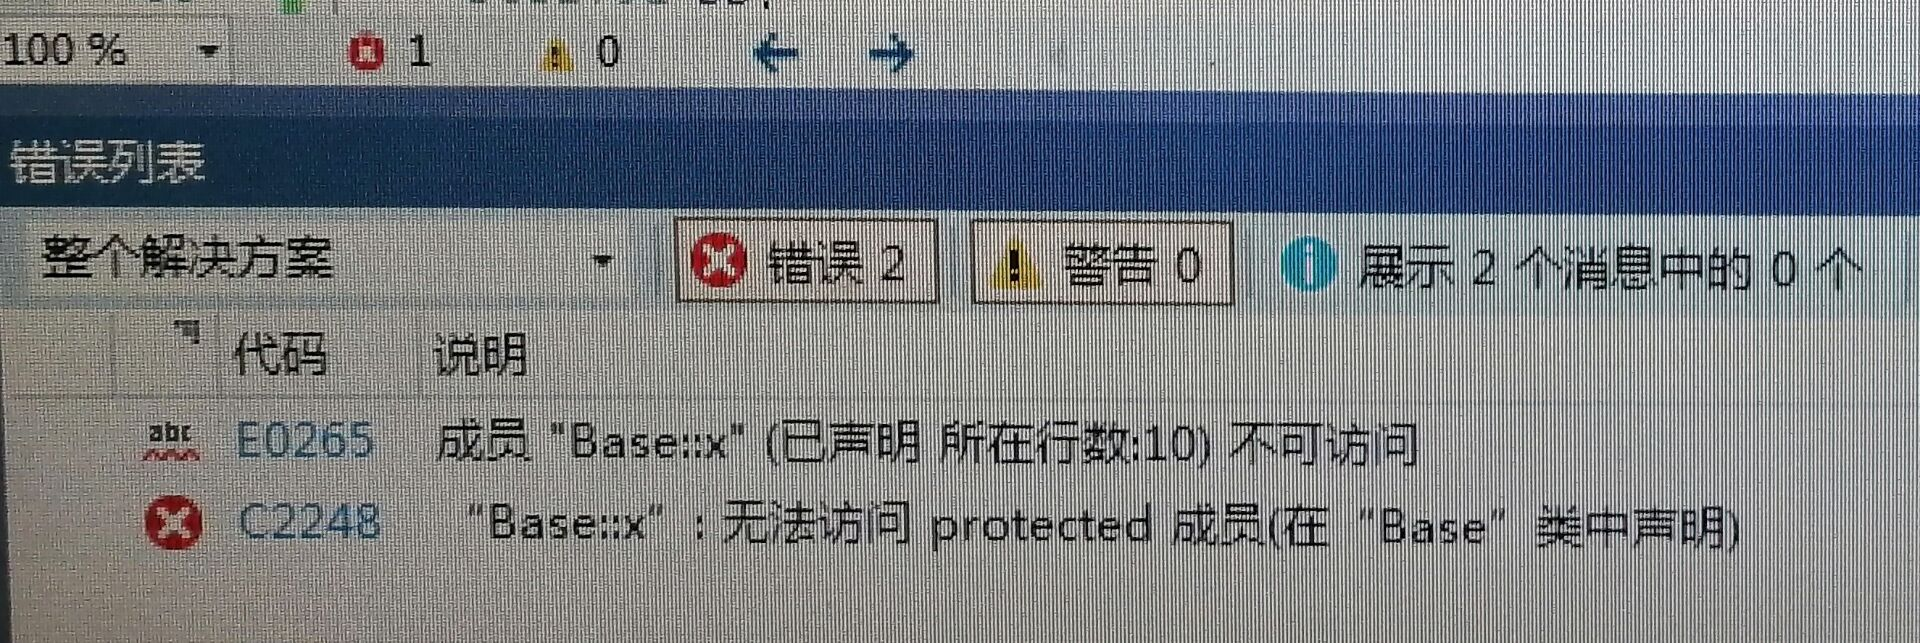 100 % 1 0
错误列表
整个解决方案 错误 2 警告 0 展示 2 个消息中的 0 个
代码 说明
abc E0265 成员 "Base::x" (已声明 所在行数:10) 不可访问
C2248 “Base::x” : 无法访问 protected 成员(在 “Base” 类中声明)